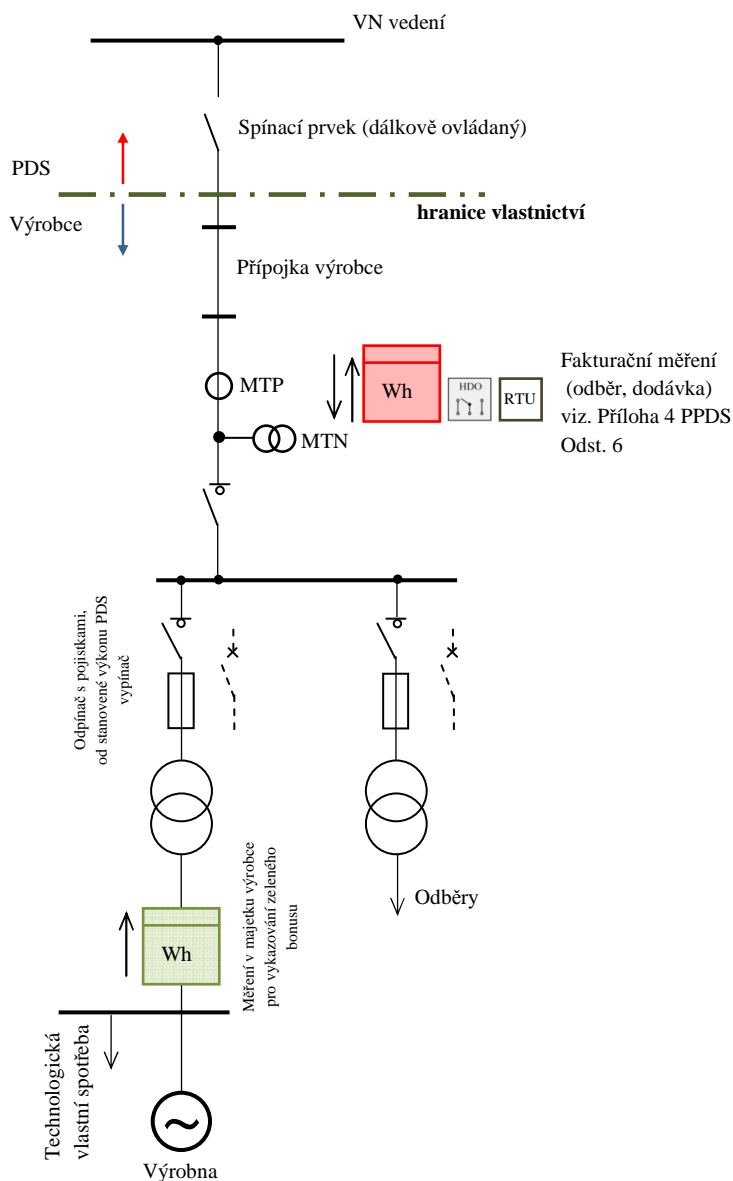 VN vedení
Spínací prvek (dálkově ovládaný)
PDS
hranice vlastnictví
Výrobce
Přípojka výrobce
MTP
Wh
HDO
RTU
Fakturační měření
(odběr, dodávka)
viz. Příloha 4 PPDS
Odst. 6
MTN
Odpínač s pojistkami,
od stanovené výkonu PDS
vypínač
Odběry
Měření v majetku výrobce
pro vykazování zeleného
bonusu
Wh
Technologická
vlastní spotřeba
~
Výrobna